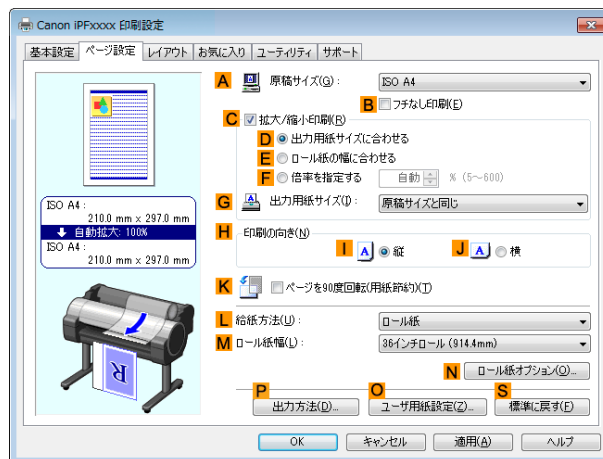 Canon iPFxxxx 印刷設定
基本設定 ページ設定 レイアウト お気に入り ユーティリティ サポート
A 原稿サイズ(G)： ISO A4
B フチなし印刷(E)
C 拡大/縮小印刷(R)
D 出力用紙サイズに合わせる
E ロール紙の幅に合わせる
F 倍率を指定する 自動 % (5～600)
G A 出力用紙サイズ(I)： 原稿サイズと同じ
ISO A4：
210.0 mm x 297.0 mm
自動拡大: 100%
ISO A4：
210.0 mm x 297.0 mm
H 印刷の向き(N)
I A 縦 J A 横
K ページを90度回転(用紙節約)(T)
L 給紙方法(U)： ロール紙
M ロール紙幅(L)： 36インチロール (914.4mm)
N ロール紙オプション(O)...
P O S
出力方法(D)... ユーザ用紙設定(Z)... 標準に戻す(F)
R
OK キャンセル 適用(A) ヘルプ